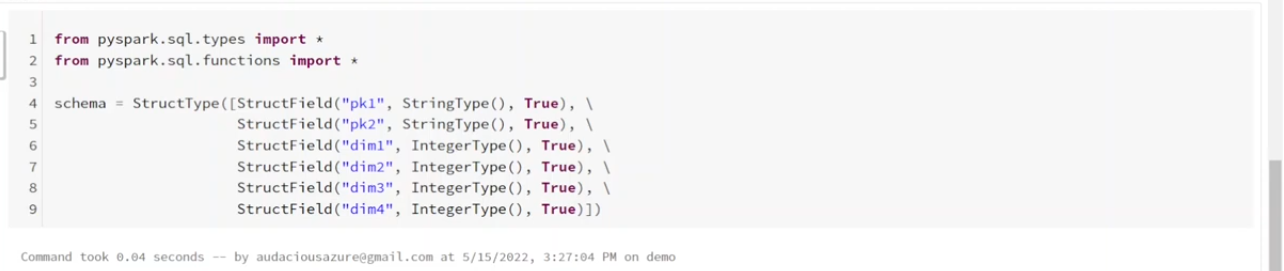 1 from pyspark.sql.types import *
2 from pyspark.sql.functions import *
3
4 schema = StructType([StructField("pk1", StringType(), True), \
5 StructField("pk2", StringType(), True), \
6 StructField("dim1", IntegerType(), True), \
7 StructField("dim2", IntegerType(), True), \
8 StructField("dim3", IntegerType(), True), \
9 StructField("dim4", IntegerType(), True)])
Command took 0.04 seconds -- by audaciousazure@gmail.com at 5/15/2022, 3:27:04 PM on demo